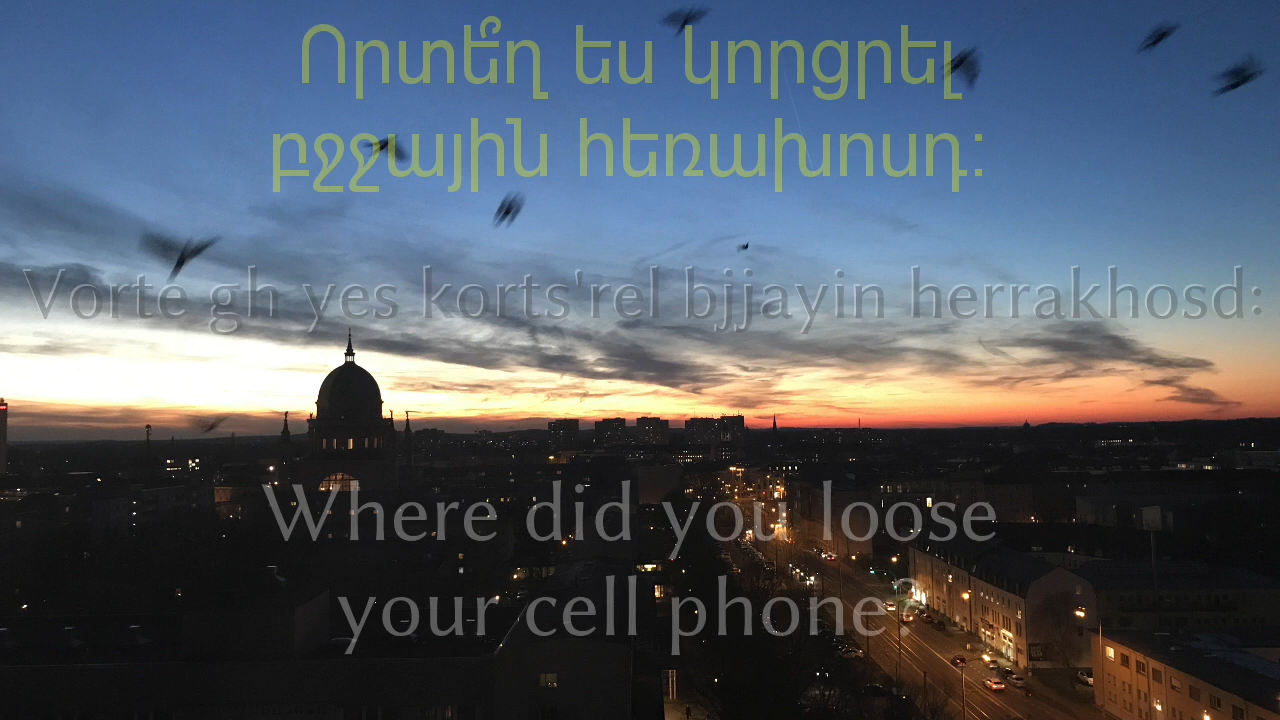 Որտե՞ղ ես կորցրել
բջջային հեռախոսդ:
Vorte gh yes korts'rel bjjayin herrakhosd:
Where did you loose
your cell phone?